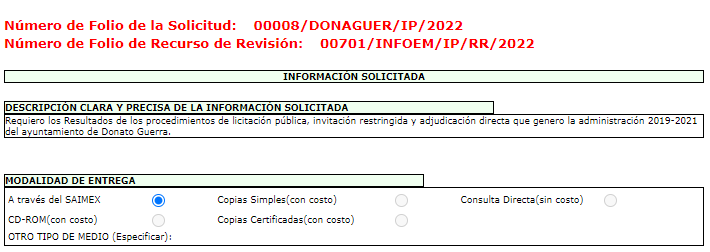 Número de Folio de la Solicitud: 00008/DONAGUER/IP/2022
Número de Folio de Recurso de Revisión: 00701/INFOEM/IP/RR/2022
INFORMACIÓN SOLICITADA
DESCRIPCIÓN CLARA Y PRECISA DE LA INFORMACIÓN SOLICITADA
Requiero los Resultados de los procedimientos de licitación pública, invitación restringida y adjudicación directa que genero la administración 2019-2021
del ayuntamiento de Donato Guerra.
MODALIDAD DE ENTREGA
A través del SAIMEX Copias Simples(con costo) Consulta Directa(sin costo)
CD-ROM(con costo) Copias Certificadas(con costo)
OTRO TIPO DE MEDIO (Especificar):